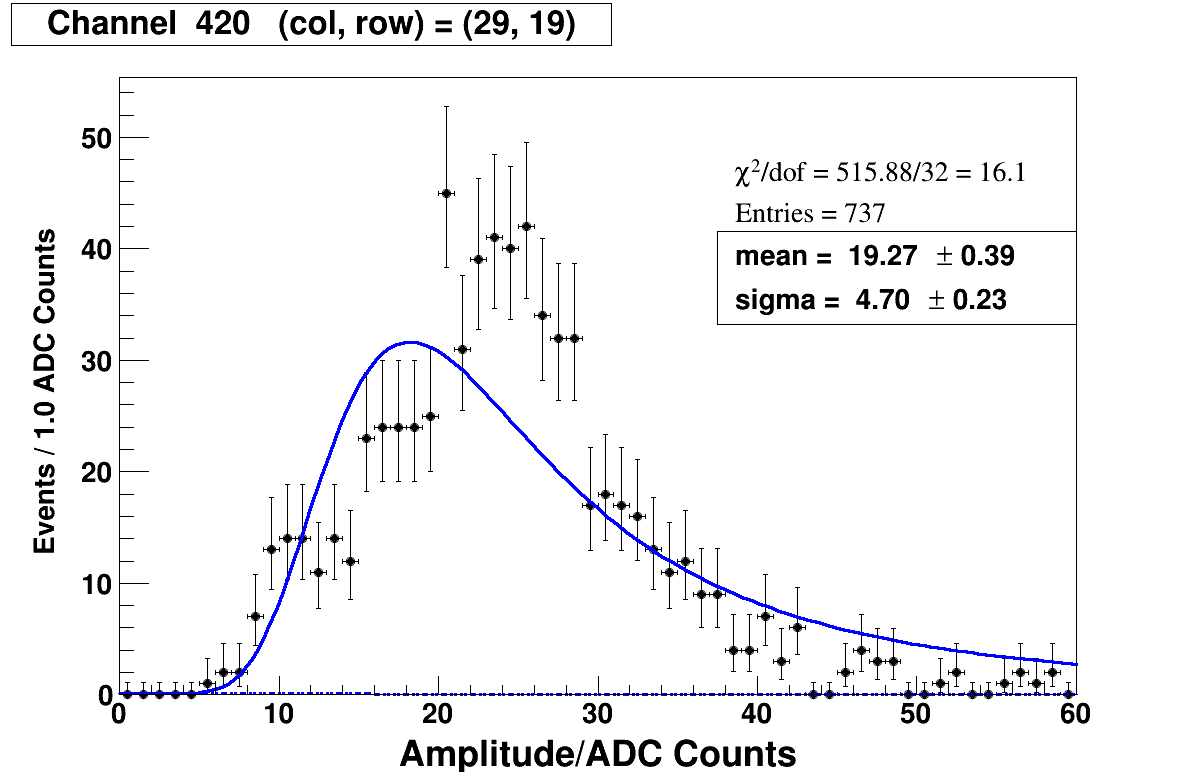 Channel 420 (col, row) = (29, 19)
χ²/dof = 515.88/32 = 16.1
Entries = 737
mean = 19.27 ± 0.39
sigma = 4.70 ± 0.23
Events / 1.0 ADC Counts
50
40
30
20
10
0
0 10 20 30 40 50 60
Amplitude/ADC Counts